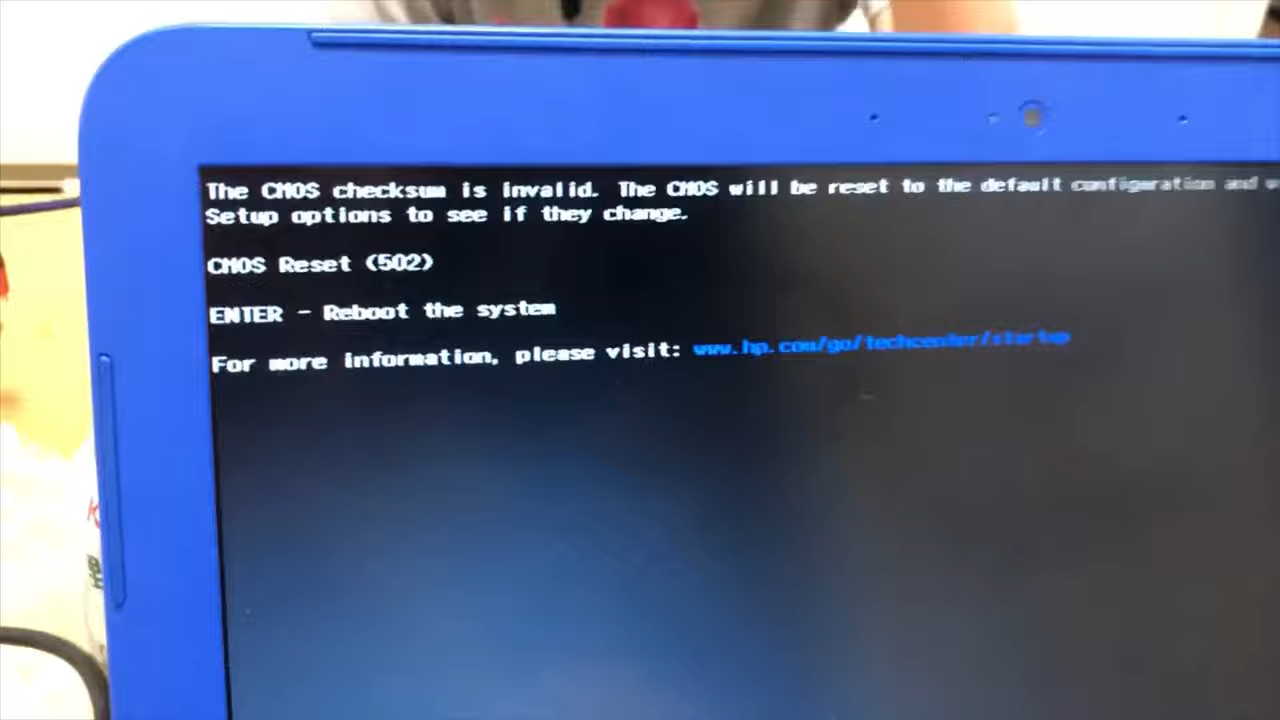 The CMOS checksum is invalid. The CMOS will be reset to the default configuration and
Setup options to see if they change.
CMOS Reset (502)
ENTER - Reboot the system
For more information, please visit: www.hp.com/go/techcenter/startup